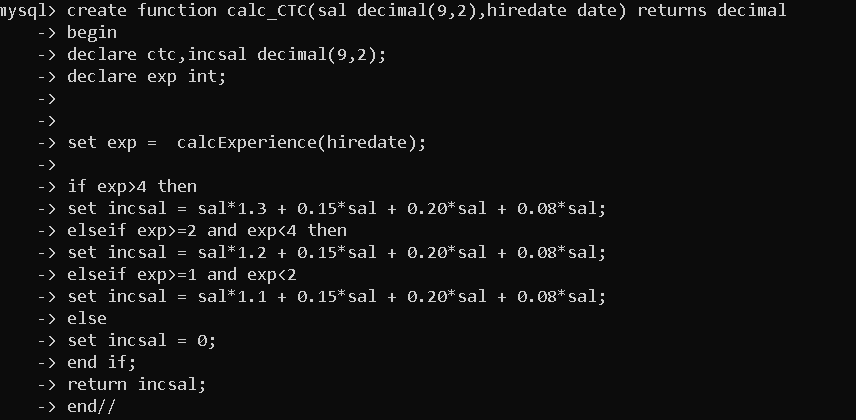 mysql> create function calc_CTC(sal decimal(9,2),hiredate date) returns decimal
    -> begin
    -> declare ctc,incsal decimal(9,2);
    -> declare exp int;
    ->
    ->
    -> set exp =  calcExperience(hiredate);
    ->
    -> if exp>4 then
    -> set incsal = sal*1.3 + 0.15*sal + 0.20*sal + 0.08*sal;
    -> elseif exp>=2 and exp<4 then
    -> set incsal = sal*1.2 + 0.15*sal + 0.20*sal + 0.08*sal;
    -> elseif exp>=1 and exp<2
    -> set incsal = sal*1.1 + 0.15*sal + 0.20*sal + 0.08*sal;
    -> else
    -> set incsal = 0;
    -> end if;
    -> return incsal;
    -> end//